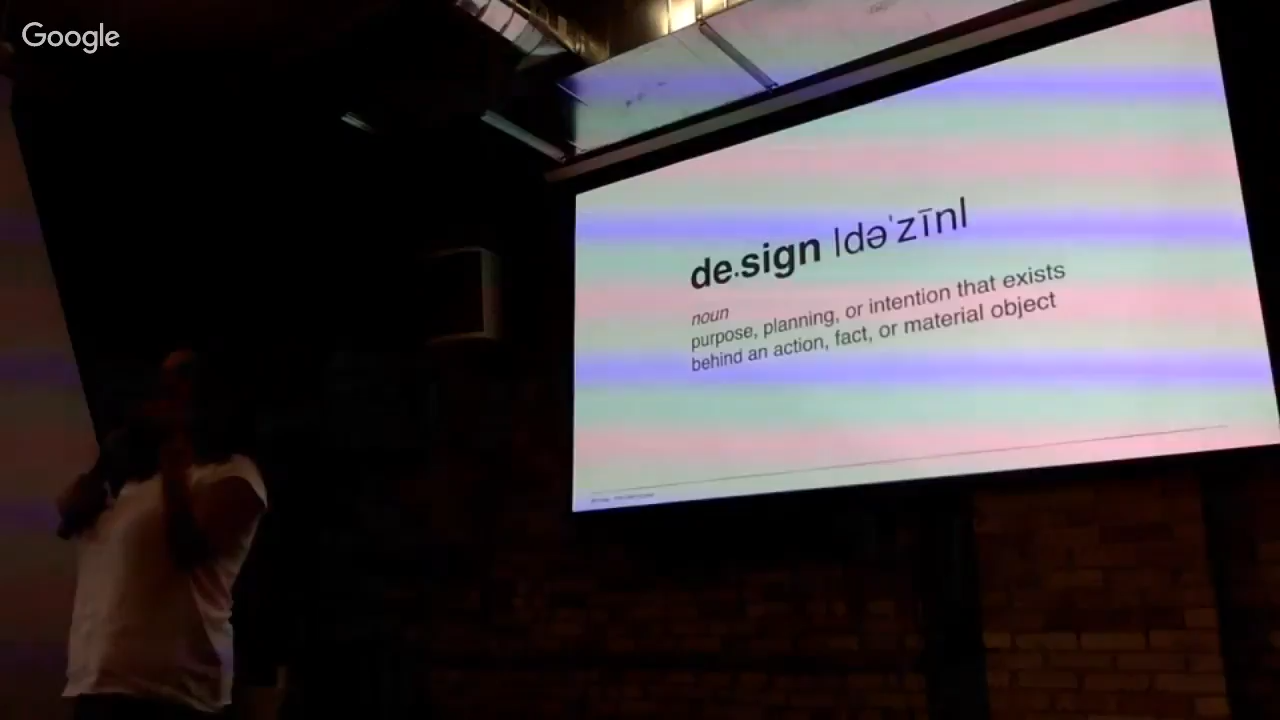 Google
de·sign |dəˈzīn|
noun
purpose, planning, or intention that exists
behind an action, fact, or material object